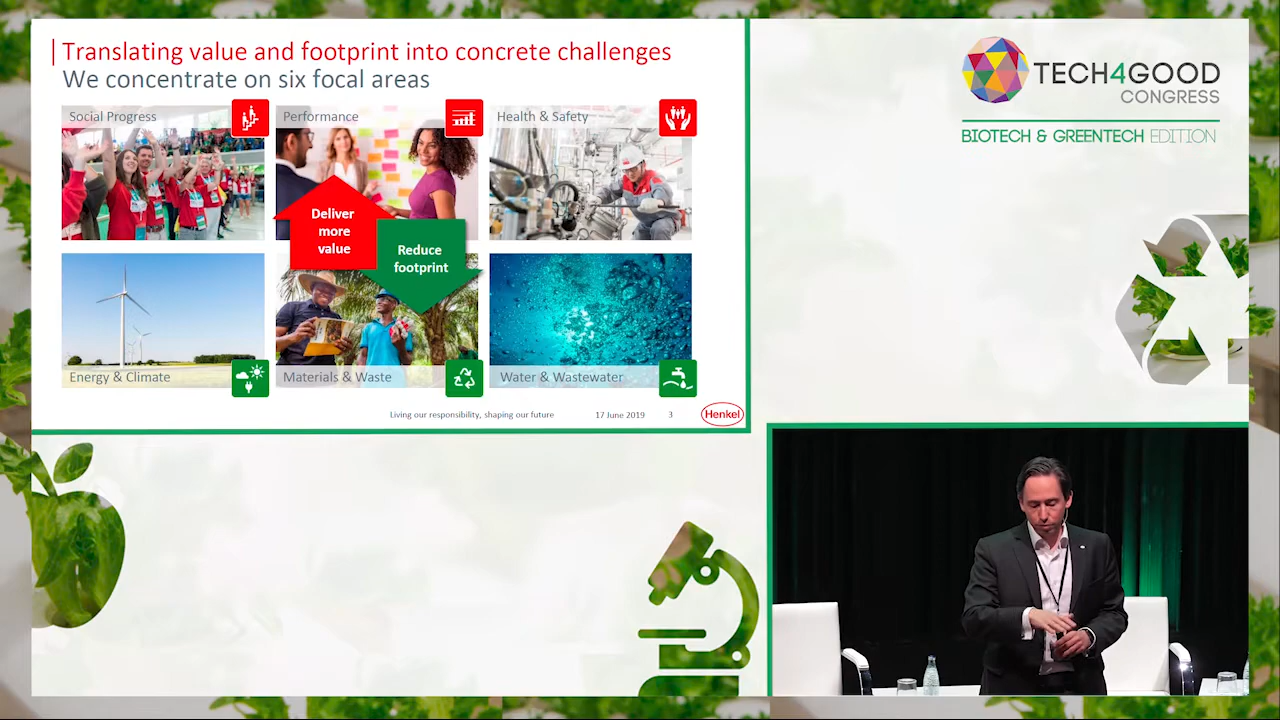 Translating value and footprint into concrete challenges
We concentrate on six focal areas
Social Progress
Performance
Health & Safety
Deliver
more
value
Reduce
footprint
Energy & Climate
Materials & Waste
Water & Wastewater
Living our responsibility, shaping our future
17 June 2019
3
Henkel
TECH4GOOD
CONGRESS
BIOTECH & GREENTECH EDITION